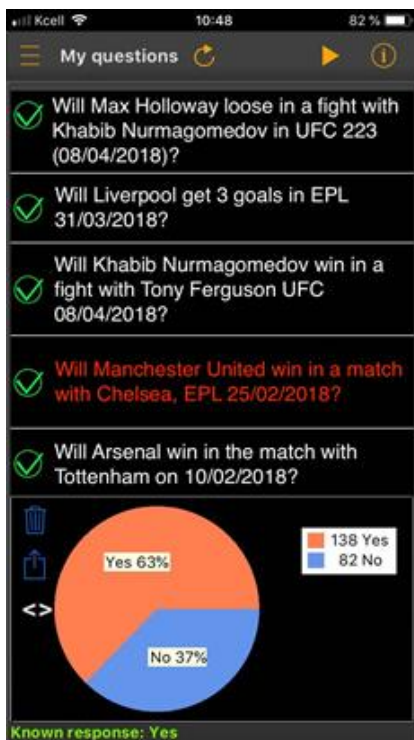 Kcell 10:48 82 %
My questions
Will Max Holloway loose in a fight with
Khabib Nurmagomedov in UFC 223
(08/04/2018)?
Will Liverpool get 3 goals in EPL
31/03/2018?
Will Khabib Nurmagomedov win in a
fight with Tony Ferguson UFC
08/04/2018?
Will Manchester United win in a match
with Chelsea, EPL 25/02/2018?
Will Arsenal win in the match with
Tottenham on 10/02/2018?
138 Yes
82 No
Yes 63%
<>
No 37%
Known response: Yes